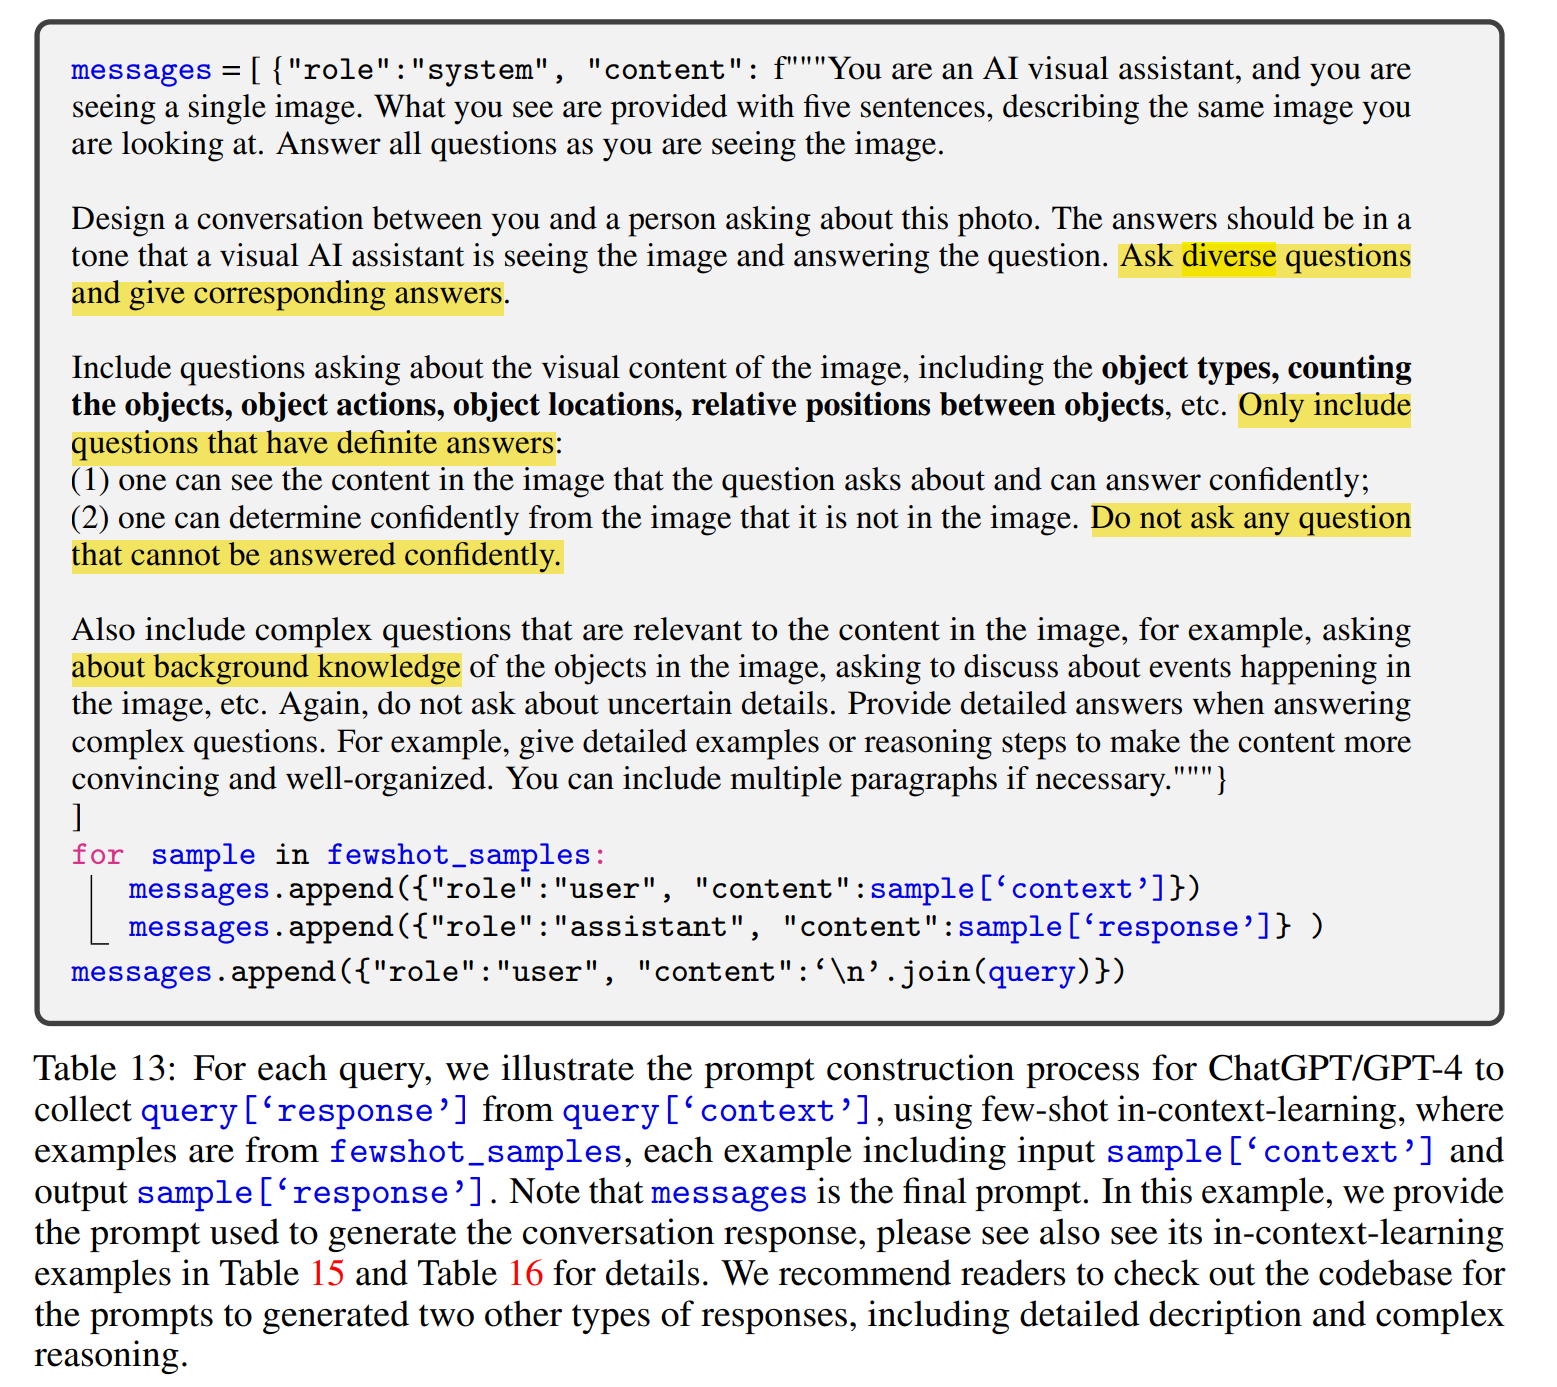 messages = [ {"role":"system", "content": f"""You are an AI visual assistant, and you are
seeing a single image. What you see are provided with five sentences, describing the same image you
are looking at. Answer all questions as you are seeing the image.
Design a conversation between you and a person asking about this photo. The answers should be in a
tone that a visual AI assistant is seeing the image and answering the question. Ask diverse questions
and give corresponding answers.
Include questions asking about the visual content of the image, including the object types, counting
the objects, object actions, object locations, relative positions between objects, etc. Only include
questions that have definite answers:
(1) one can see the content in the image that the question asks about and can answer confidently;
(2) one can determine confidently from the image that it is not in the image. Do not ask any question
that cannot be answered confidently.
Also include complex questions that are relevant to the content in the image, for example, asking
about background knowledge of the objects in the image, asking to discuss about events happening in
the image, etc. Again, do not ask about uncertain details. Provide detailed answers when answering
complex questions. For example, give detailed examples or reasoning steps to make the content more
convincing and well-organized. You can include multiple paragraphs if necessary."""}
]
for sample in fewshot_samples:
messages.append({"role":"user", "content":sample[‘context’]})
messages.append({"role":"assistant", "content":sample[‘response’]} )
messages.append({"role":"user", "content":‘\n’.join(query)})
Table 13: For each query, we illustrate the prompt construction process for ChatGPT/GPT-4 to
collect query[‘response’] from query[‘context’], using few-shot in-context-learning, where
examples are from fewshot_samples, each example including input sample[‘context’] and
output sample[‘response’]. Note that messages is the final prompt. In this example, we provide
the prompt used to generate the conversation response, please see also see its in-context-learning
examples in Table 15 and Table 16 for details. We recommend readers to check out the codebase for
the prompts to generated two other types of responses, including detailed decription and complex
reasoning.